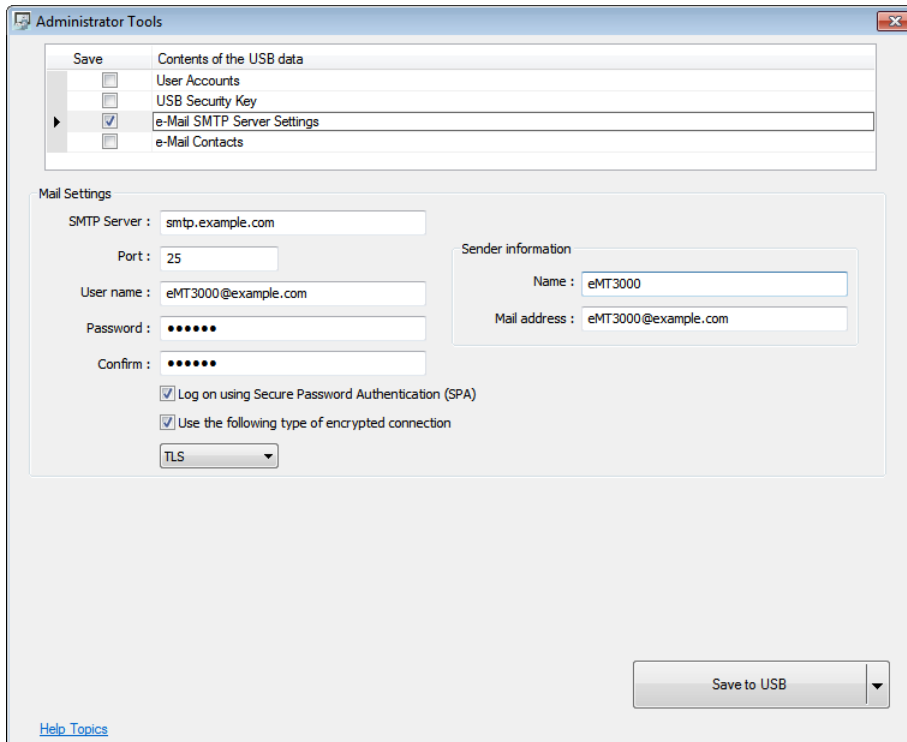 Administrator Tools
Save Contents of the USB data
User Accounts
USB Security Key
e-Mail SMTP Server Settings
e-Mail Contacts
Mail Settings
SMTP Server : smtp.example.com
Port : 25
User name : eMT3000@example.com
Password : ●●●●●●
Confirm : ●●●●●●
Log on using Secure Password Authentication (SPA)
Use the following type of encrypted connection
TLS
Sender information
Name : eMT3000
Mail address : eMT3000@example.com
Save to USB
Help Topics